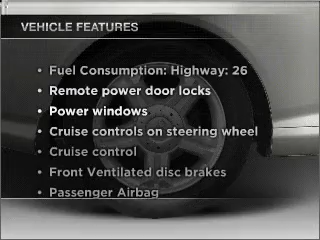 VEHICLE FEATURES
• Fuel Consumption: Highway: 26
• Remote power door locks
• Power windows
• Cruise controls on steering wheel
• Cruise control
• Front Ventilated disc brakes
• Passenger Airbag